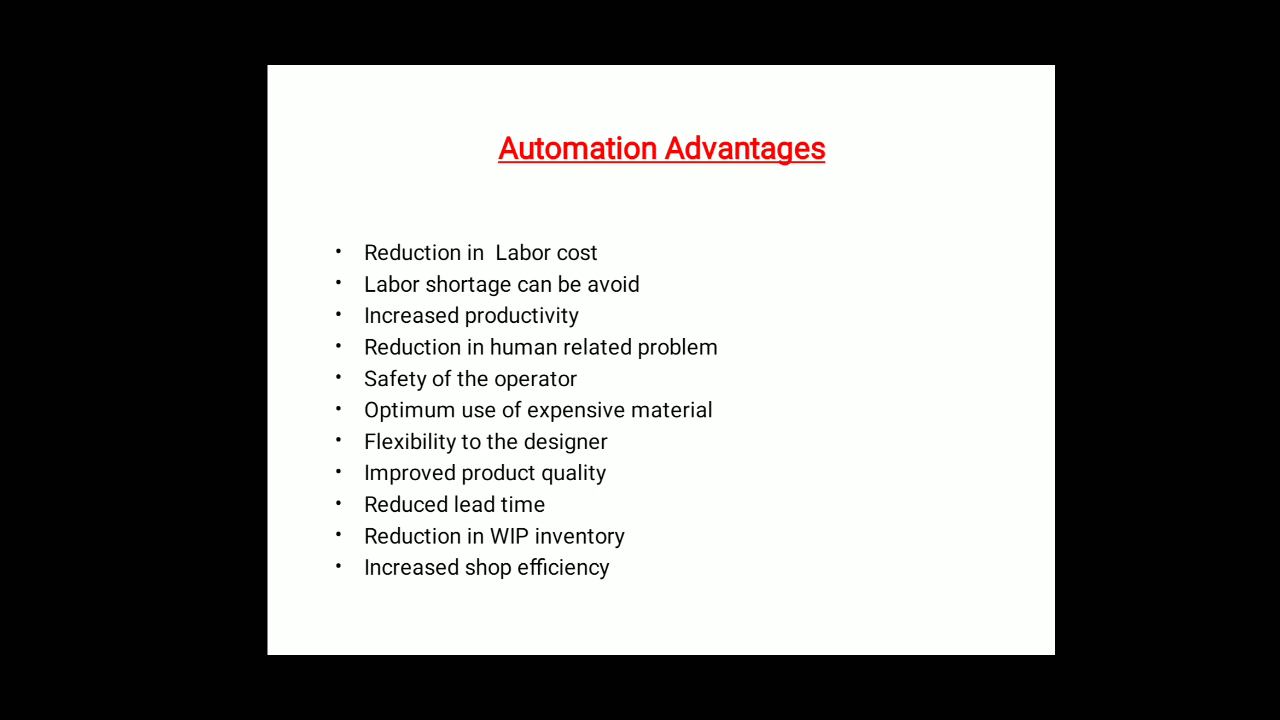 Automation Advantages
• Reduction in  Labor cost
• Labor shortage can be avoid
• Increased productivity
• Reduction in human related problem
• Safety of the operator
• Optimum use of expensive material
• Flexibility to the designer
• Improved product quality
• Reduced lead time
• Reduction in WIP inventory
• Increased shop efficiency